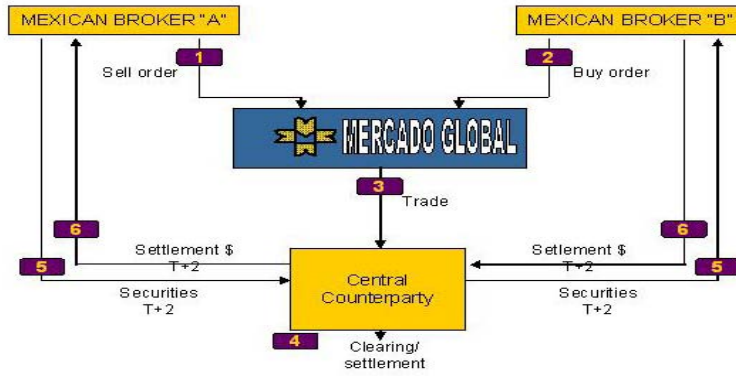 MEXICAN BROKER "A"
MEXICAN BROKER "B"
1
2
Sell order
Buy order
MERCADO GLOBAL
3
Trade
6
6
Settlement $
T+2
Setlement $
T+2
5
5
Central
Counterparty
Securities
T+2
Securities
T+2
4
Clearing/
settlement